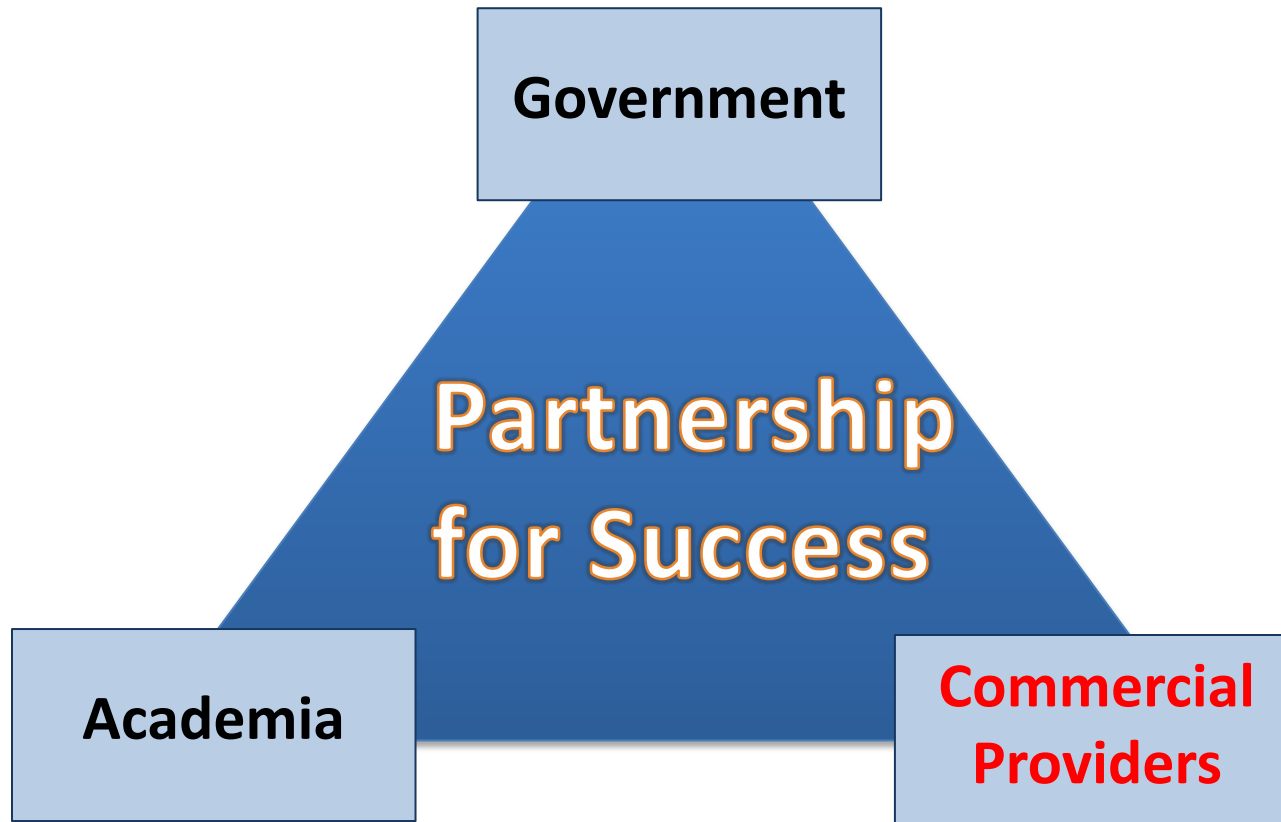 Government
Partnership
for Success
Academia
Commercial
Providers